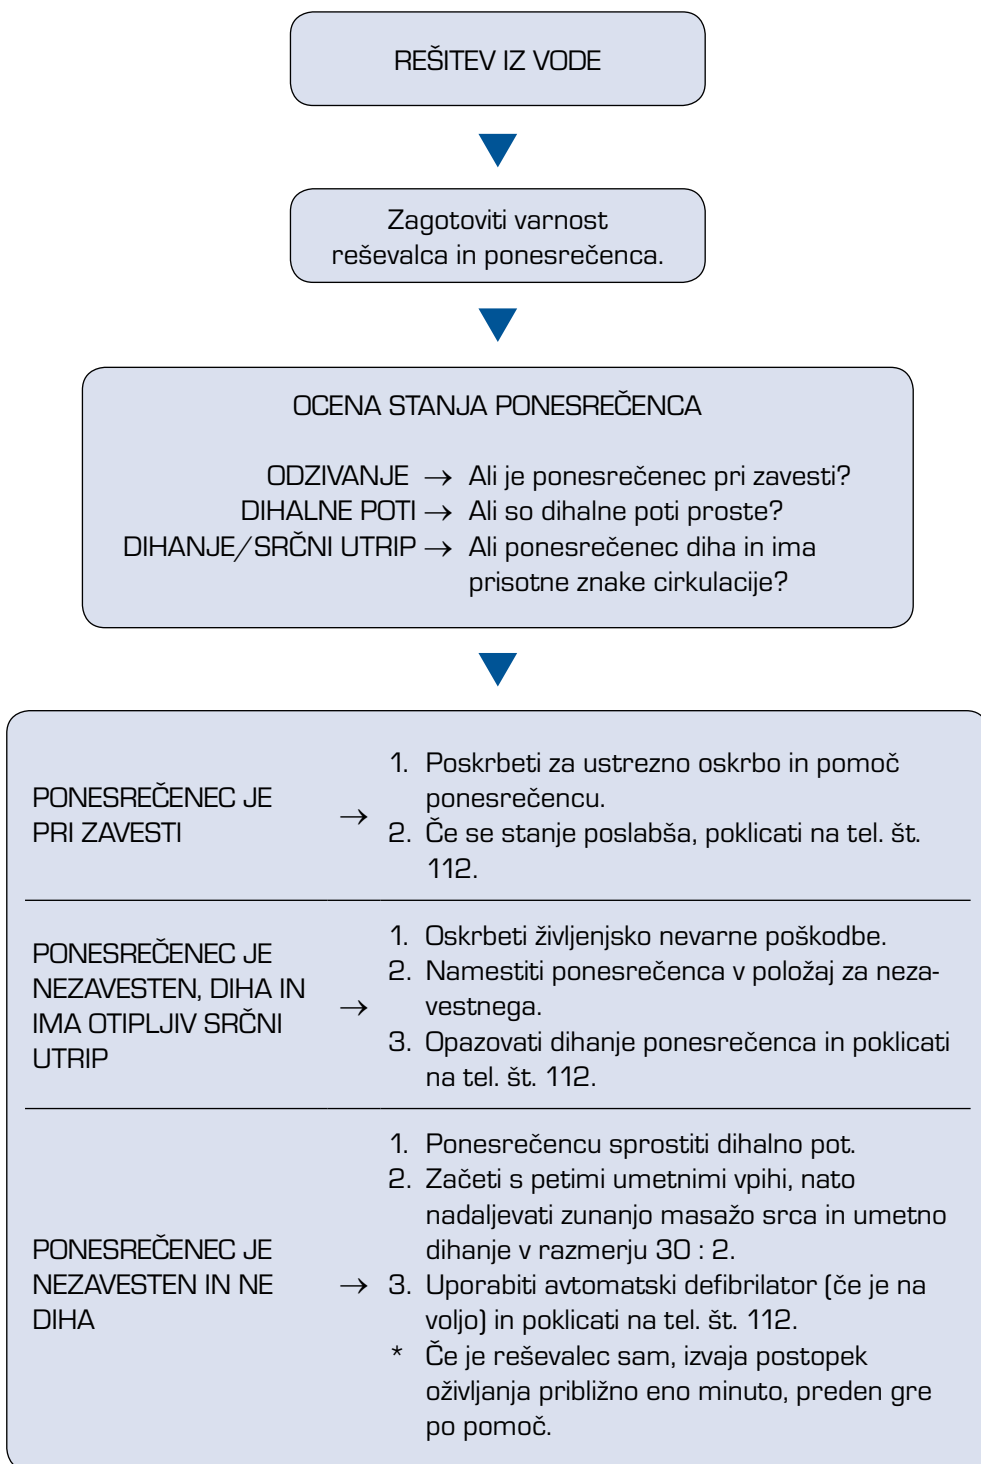 REŠITEV IZ VODE
Zagotoviti varnost
reševalca in ponesrečenca.
OCENA STANJA PONESREČENCA
ODZIVANJE → Ali je ponesrečenec pri zavesti?
DIHALNE POTI → Ali so dihalne poti proste?
DIHANJE/SRČNI UTRIP → Ali ponesrečenec diha in ima
prisotne znake cirkulacije?
PONESREČENEC JE
PRI ZAVESTI
→
1. Poskrbeti za ustrezno oskrbo in pomoč
ponesrečencu.
2. Če se stanje poslabša, poklicati na tel. št.
112.
PONESREČENEC JE
NEZAVESTEN, DIHA IN
IMA OTIPLJIV SRČNI
UTRIP
→
1. Oskrbeti življenjsko nevarne poškodbe.
2. Namestiti ponesrečenca v položaj za neza-
vestnega.
3. Opazovati dihanje ponesrečenca in poklicati
na tel. št. 112.
PONESREČENEC JE
NEZAVESTEN IN NE
DIHA
→
1. Ponesrečencu sprostiti dihalno pot.
2. Začeti s petimi umetnimi vpihi, nato
nadaljevati zunanjo masažo srca in umetno
dihanje v razmerju 30 : 2.
3. Uporabiti avtomatski defibrilator (če je na
voljo) in poklicati na tel. št. 112.
* Če je reševalec sam, izvaja postopek
oživljanja približno eno minuto, preden gre
po pomoč.